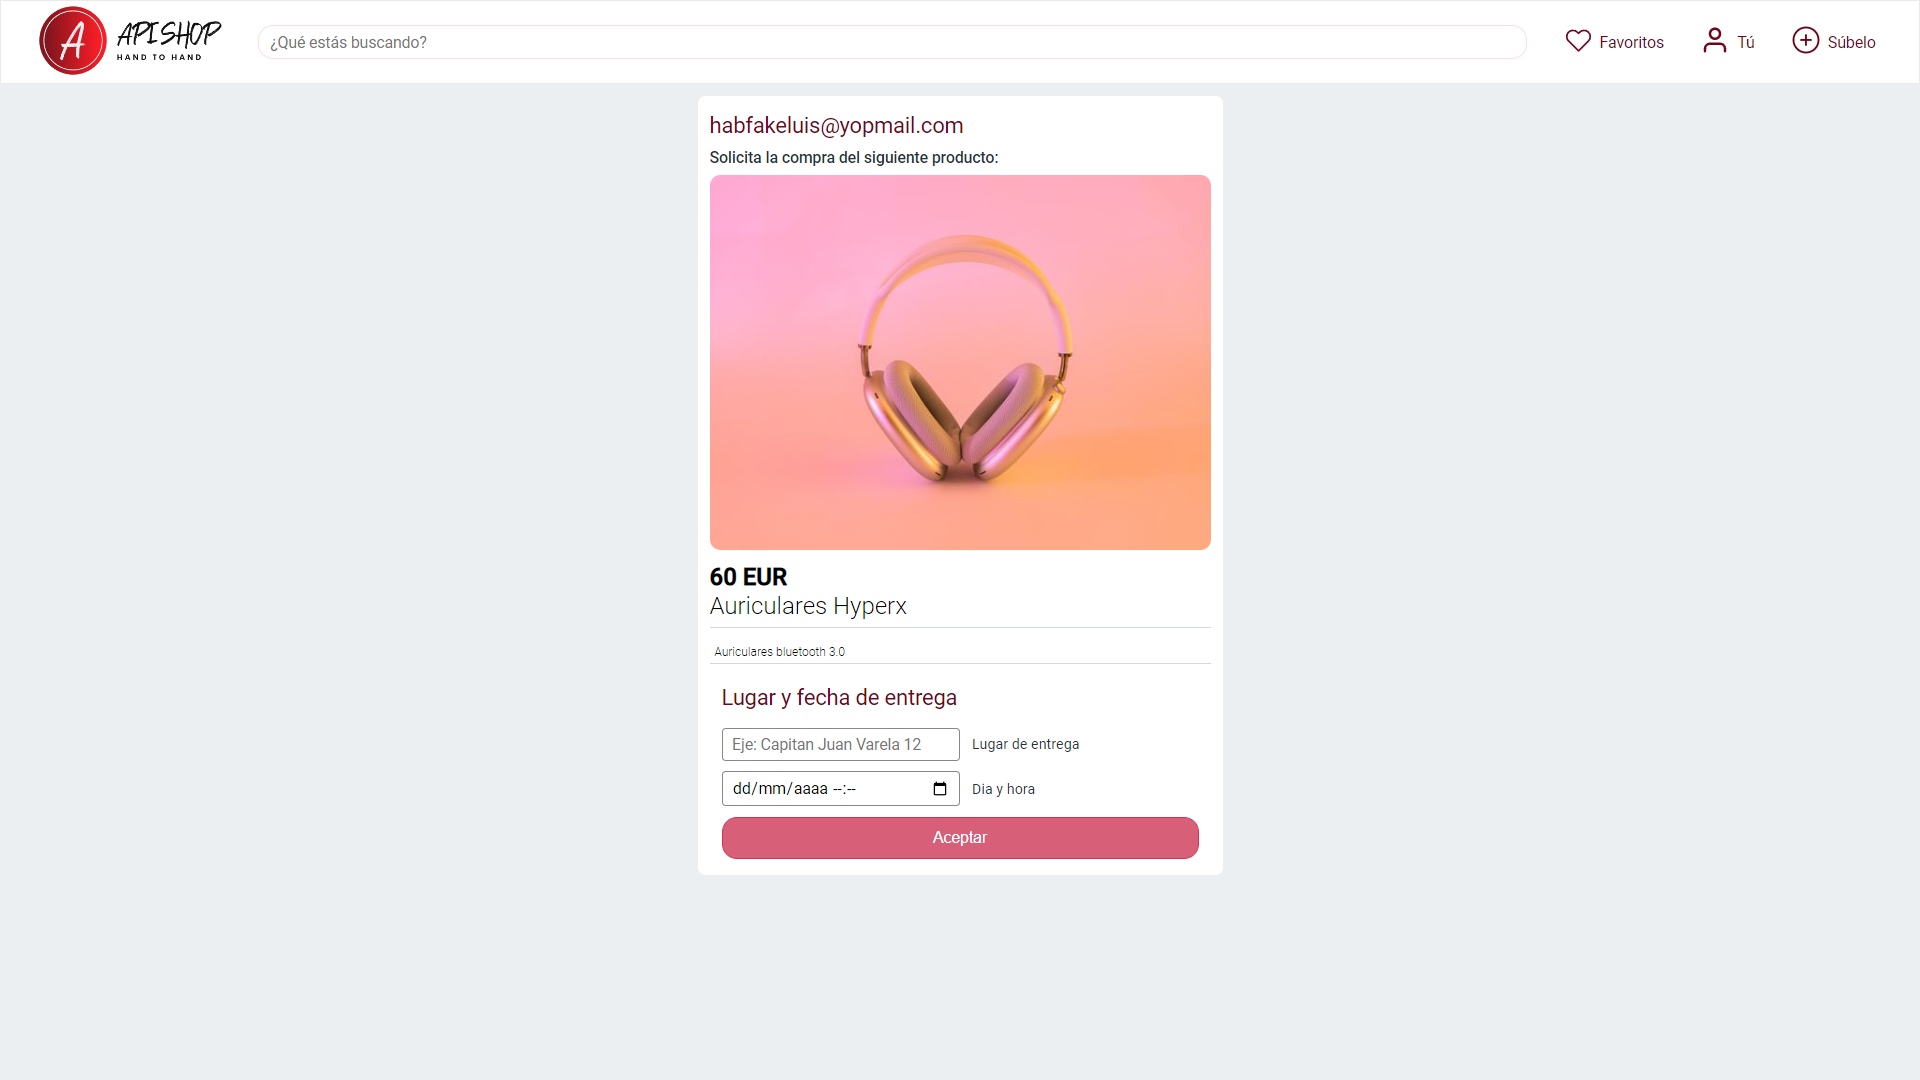 A
API SHOP
HAND TO HAND
¿Qué estás buscando?
Favoritos
Tú
Súbelo
habfakeluis@yopmail.com
Solicita la compra del siguiente producto:
60 EUR
Auriculares Hyperx
Auriculares bluetooth 3.0
Lugar y fecha de entrega
Eje: Capitan Juan Varela 12
Lugar de entrega
dd/mm/aaaa --:--
Dia y hora
Aceptar